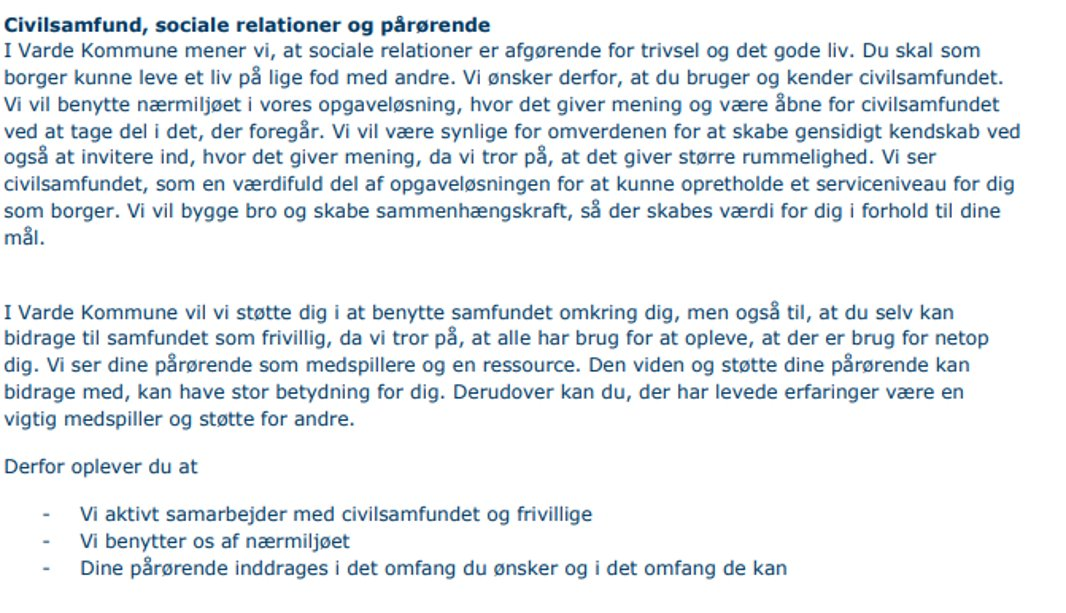 Civilsamfund, sociale relationer og pårørende
I Varde Kommune mener vi, at sociale relationer er afgørende for trivsel og det gode liv. Du skal som
borger kunne leve et liv på lige fod med andre. Vi ønsker derfor, at du bruger og kender civilsamfundet.
Vi vil benytte nærmiljøet i vores opgaveløsning, hvor det giver mening og være åbne for civilsamfundet
ved at tage del i det, der foregår. Vi vil være synlige for omverdenen for at skabe gensidigt kendskab ved
også at invitere ind, hvor det giver mening, da vi tror på, at det giver større rummelighed. Vi ser
civilsamfundet, som en værdifuld del af opgaveløsningen for at kunne opretholde et serviceniveau for dig
som borger. Vi vil bygge bro og skabe sammenhængskraft, så der skabes værdi for dig i forhold til dine
mål.
I Varde Kommune vil vi støtte dig i at benytte samfundet omkring dig, men også til, at du selv kan
bidrage til samfundet som frivillig, da vi tror på, at alle har brug for at opleve, at der er brug for netop
dig. Vi ser dine pårørende som medspillere og en ressource. Den viden og støtte dine pårørende kan
bidrage med, kan have stor betydning for dig. Derudover kan du, der har levede erfaringer være en
vigtig medspiller og støtte for andre.
Derfor oplever du at
- Vi aktivt samarbejder med civilsamfundet og frivillige
- Vi benytter os af nærmiljøet
- Dine pårørende inddrages i det omfang du ønsker og i det omfang de kan